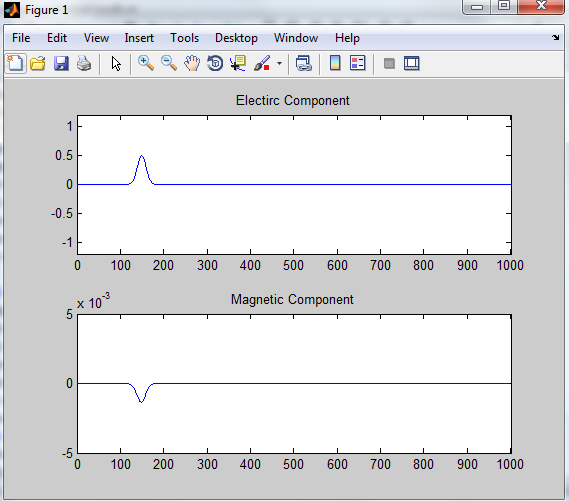 Figure 1
File Edit View Insert Tools Desktop Window Help
Electirc Component
1
0.5
0
-0.5
-1
0 100 200 300 400 500 600 700 800 900 1000
x 10-3
Magnetic Component
5
0
-5
0 100 200 300 400 500 600 700 800 900 1000